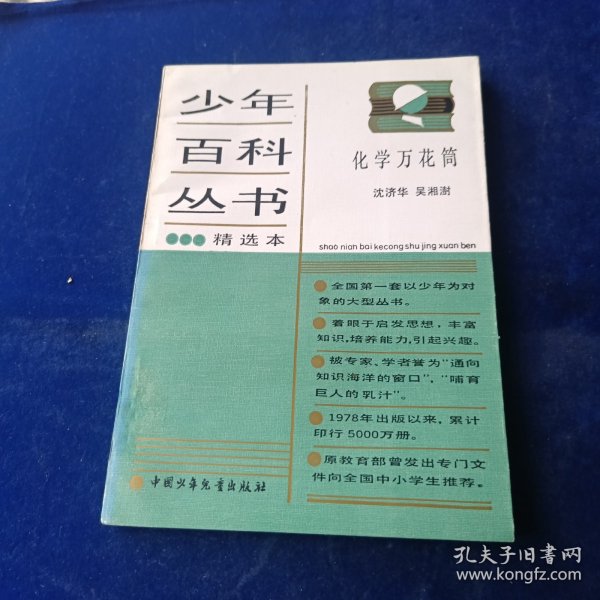 少年
百科
丛书
精选本
化学万花筒
沈济华 吴湘澍
shao nian bai kecong shu jing xuan ben
全国第一套以少年为对
象的大型丛书。
着眼于启发思想，丰富
知识，培养能力，引起兴趣。
被专家、学者誉为“通向
知识海洋的窗口”，“哺育
巨人的乳汁”。
1978年出版以来，累计
印行5000万册。
原教育部曾发出专门文
件向全国中小学生推荐。
中国少年儿童出版社
孔夫子旧书网
www.kongfz.com